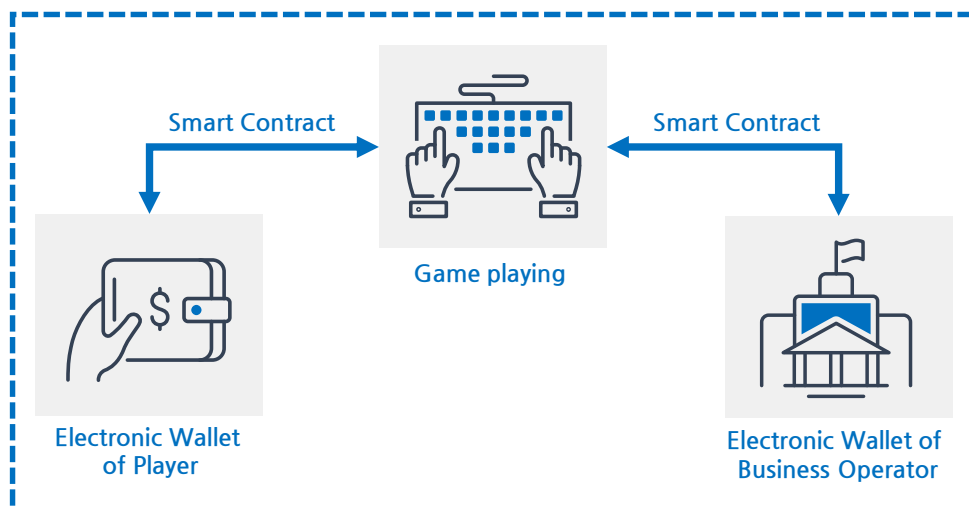 Smart Contract
Smart Contract
Game playing
$
Electronic Wallet
of Player
Electronic Wallet of
Business Operator